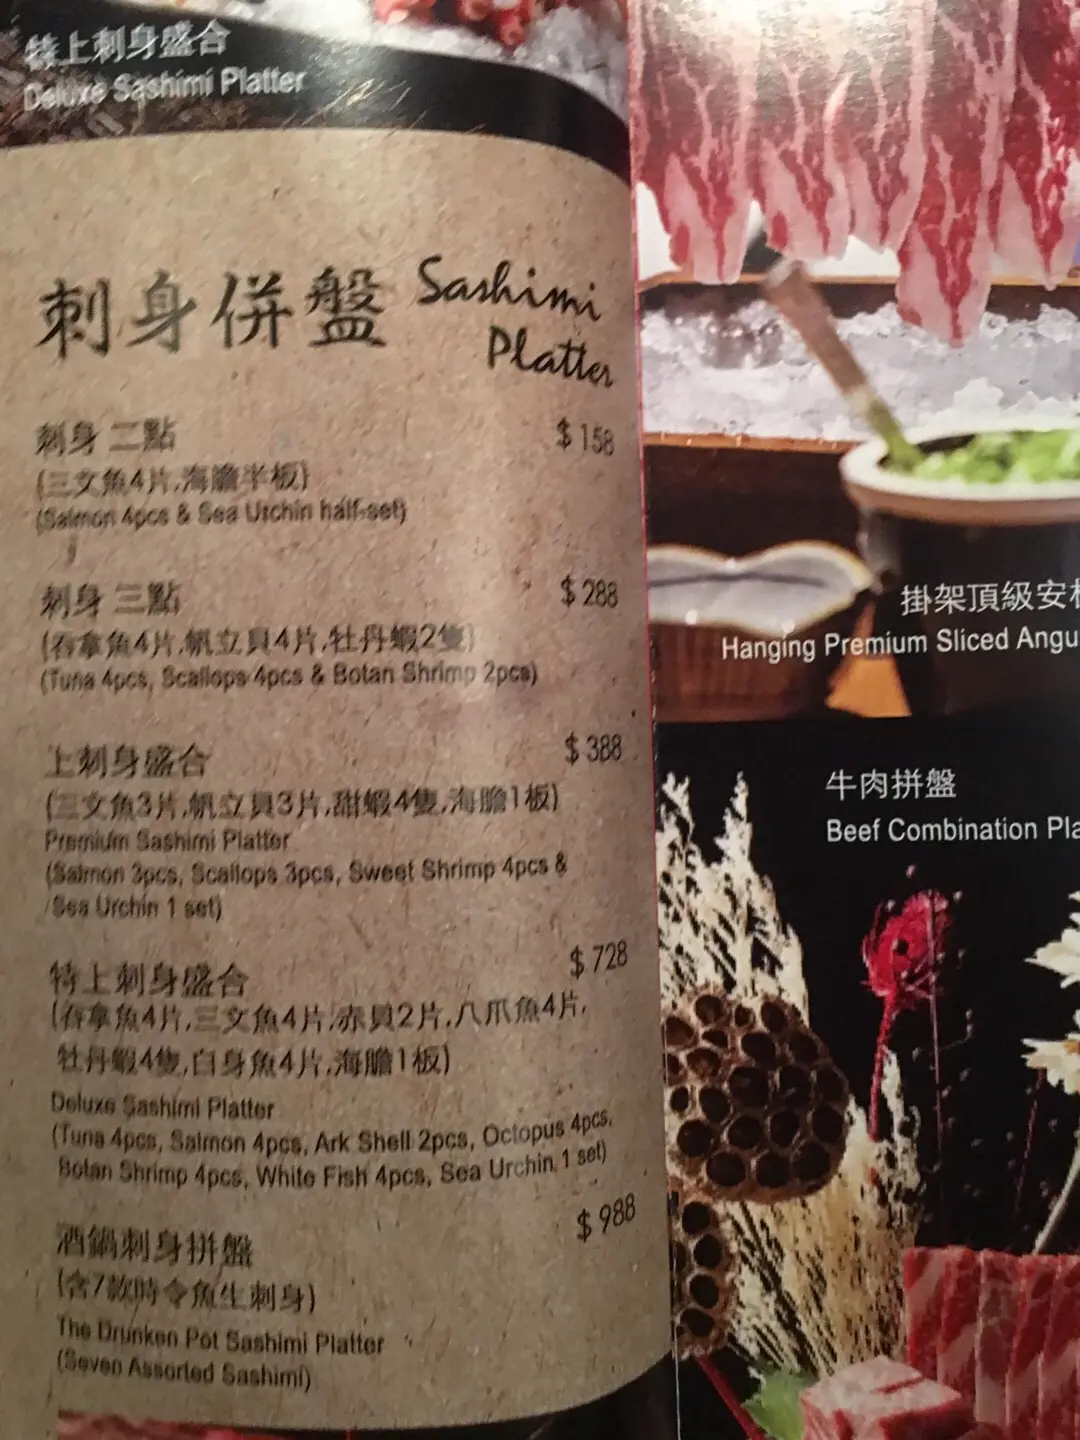 特上刺身盛合
Deluxe Sashimi Platter
刺身併盤 Sashimi
Platter
刺身 二點 $158
(三文魚4片,海膽半板)
(Salmon 4pcs & Sea Urchin half-set)
刺身 三點 $288
(吞拿魚4片,帆立貝4片,牡丹蝦2隻)
(Tuna 4pcs, Scallops 4pcs & Botan Shrimp 2pcs)
上刺身盛合 $388
(三文魚3片,帆立貝3片,甜蝦4隻,海膽1板)
Premium Sashimi Platter
(Salmon 3pcs, Scallops 3pcs, Sweet Shrimp 4pcs &
Sea Urchin 1 set)
特上刺身盛合 $728
(吞拿魚4片,三文魚4片,赤貝2片,八爪魚4片,
牡丹蝦4隻,白身魚4片,海膽1板)
Deluxe Sashimi Platter
(Tuna 4pcs, Salmon 4pcs, Ark Shell 2pcs, Octopus 4pcs,
Botan Shrimp 4pcs, White Fish 4pcs, Sea Urchin 1 set)
酒鍋刺身拼盤 $988
(含7款時令魚生刺身)
The Drunken Pot Sashimi Platter
(Seven Assorted Sashimi)
掛架頂級安
Hanging Premium Sliced Angu
牛肉拼盤
Beef Combination Pla